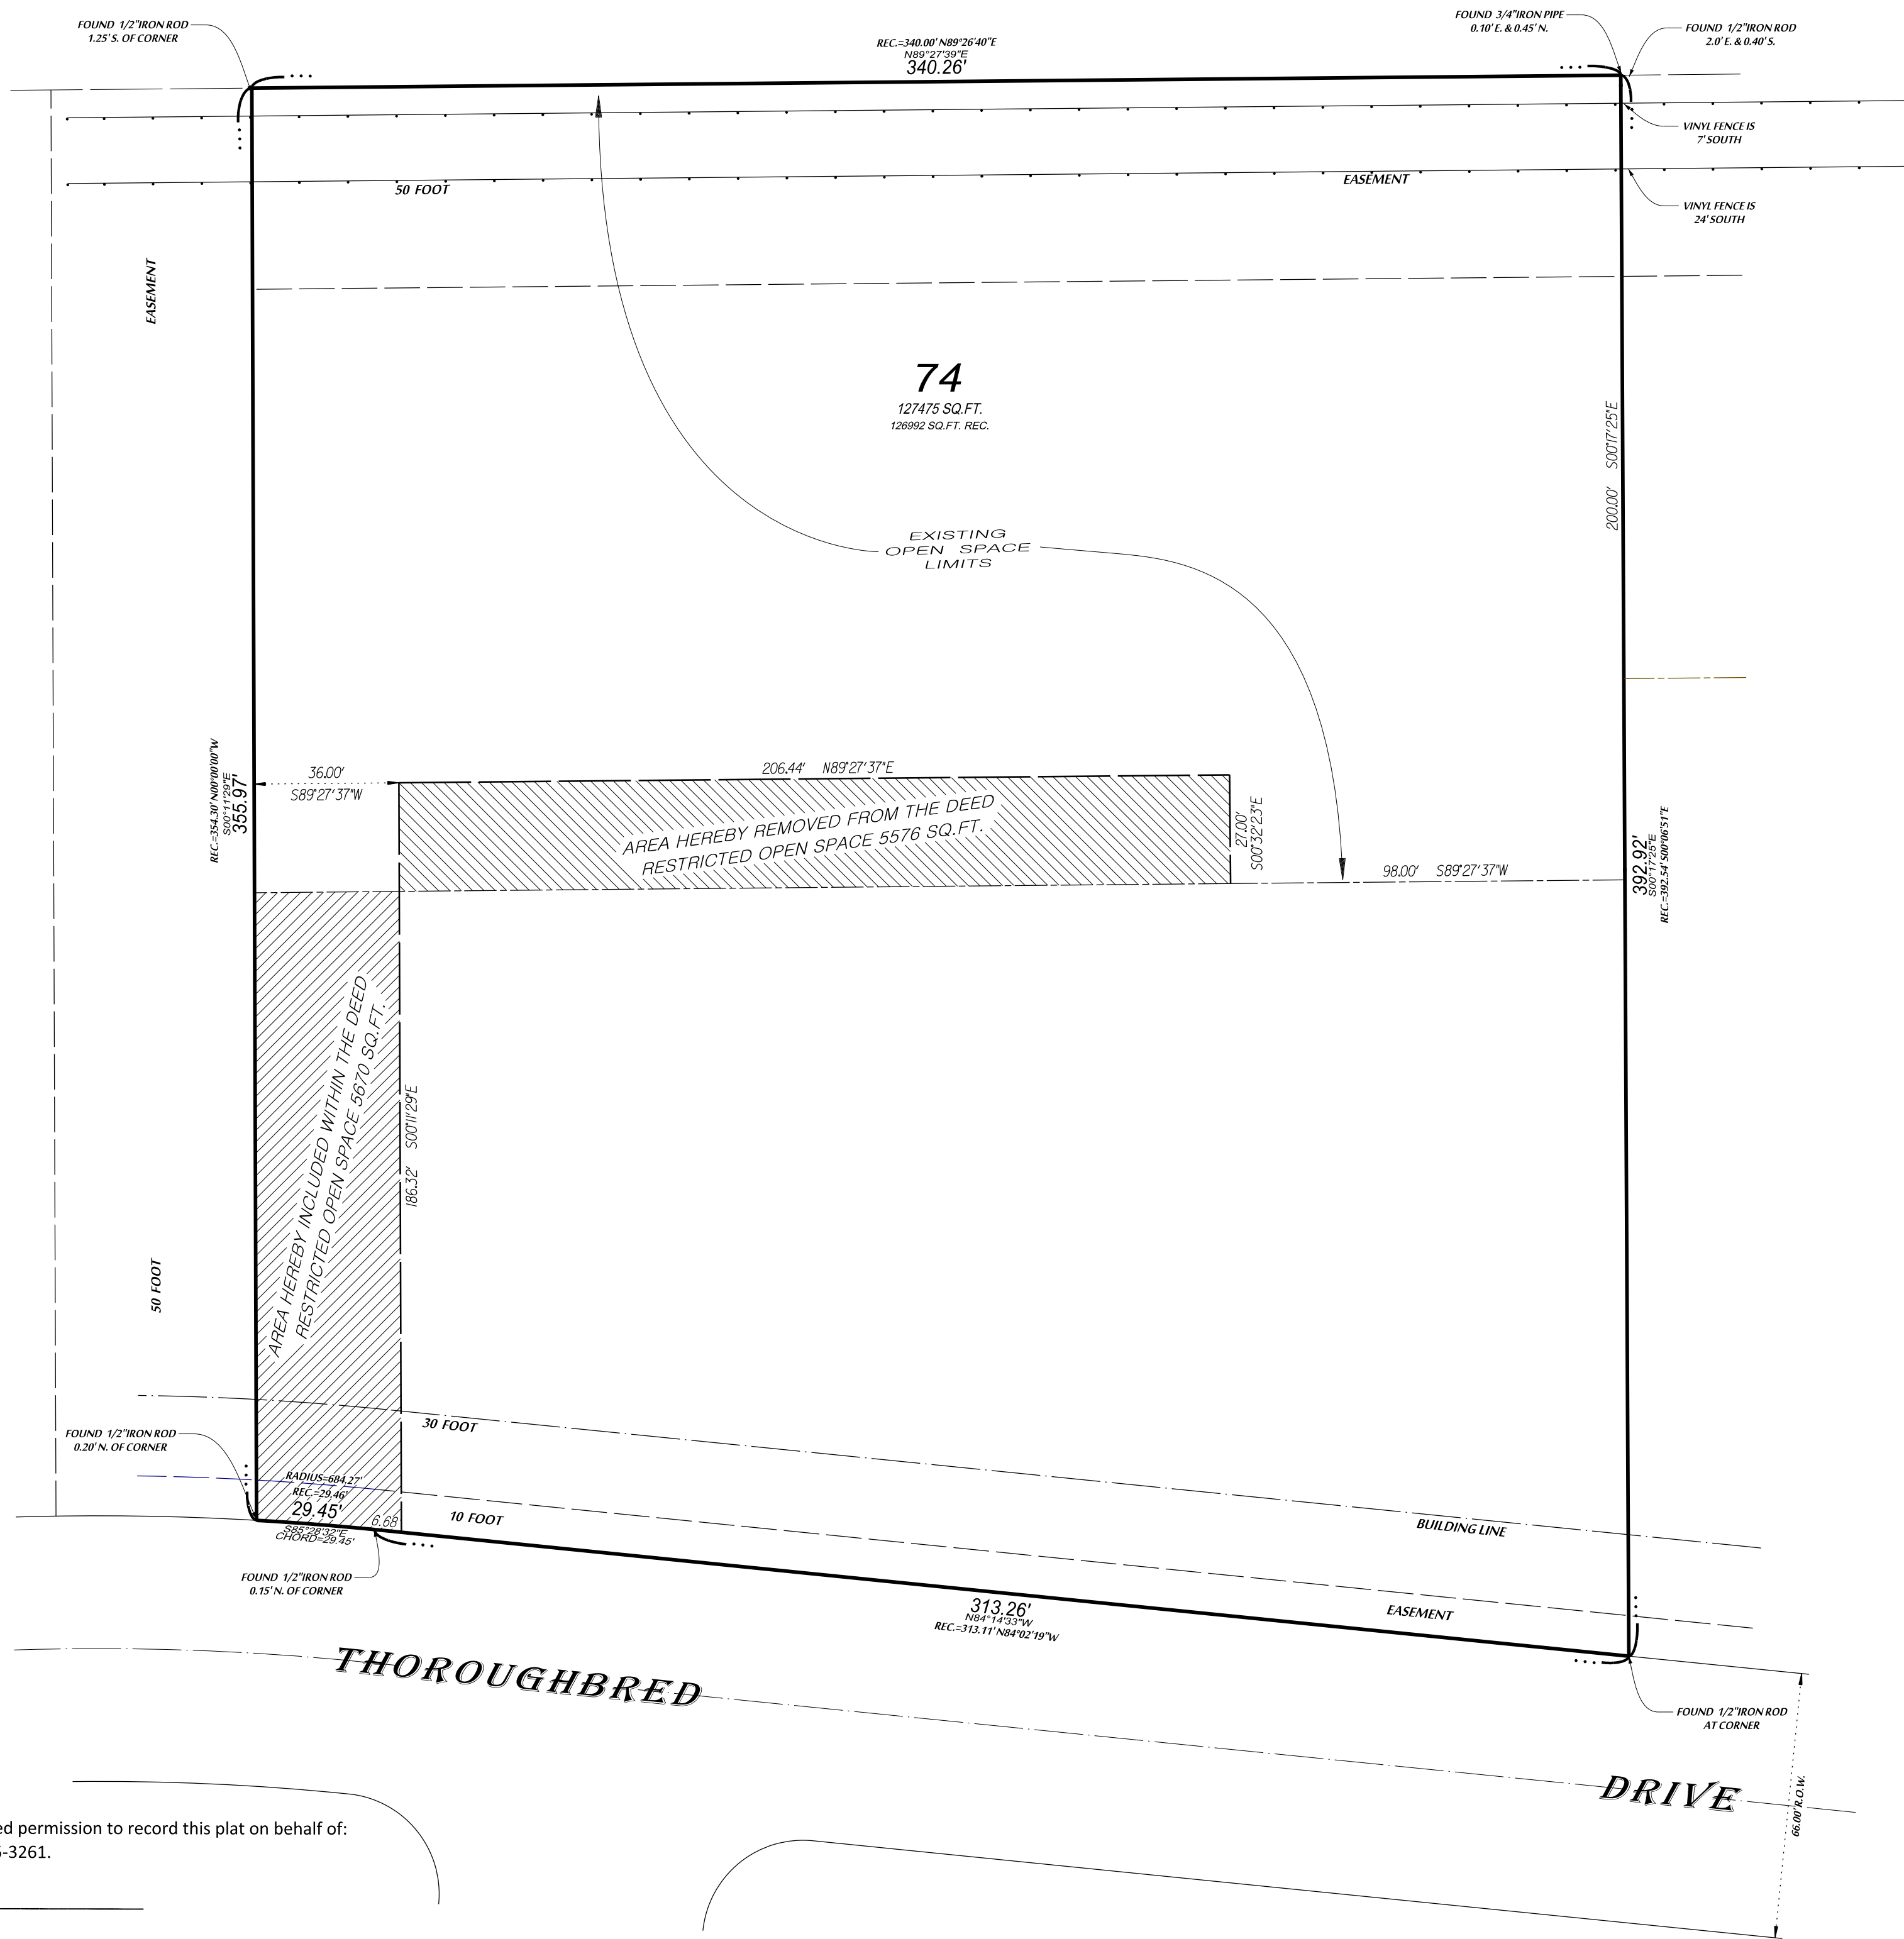 FOUND 1/2" IRON ROD
1.25' S. OF CORNER
REC.=340.00' N89°26'40"E
N89°27'39"E
340.26'
FOUND 3/4" IRON PIPE
0.10' E. & 0.45' N.
FOUND 1/2" IRON ROD
2.0' E. & 0.40' S.
VINYL FENCE IS
7' SOUTH
50 FOOT
EASEMENT
VINYL FENCE IS
24' SOUTH
EASEMENT
74
127475 SQ.FT.
126992 SQ.FT. REC.
200.00' S00°17'25"E
EXISTING
OPEN SPACE
LIMITS
REC.=354.30' N00°00'00"W
S00°11'29"E
355.97'
36.00'
S89°27'37"W
206.44' N89°27'37"E
AREA HEREBY REMOVED FROM THE DEED
RESTRICTED OPEN SPACE 5576 SQ.FT.
27.00'
S00°32'23"E
98.00' S89°27'37"W
392.92'
S00°17'25"E
REC.=392.54' S00°06'51"E
AREA HEREBY INCLUDED WITHIN THE DEED
RESTRICTED OPEN SPACE 5670 SQ.FT.
186.32' S00°11'29"E
50 FOOT
30 FOOT
BUILDING LINE
FOUND 1/2" IRON ROD
0.20' N. OF CORNER
RADIUS=684.27'
REC.=29.46'
29.45'
S85°28'32"E
CHORD=29.45'
6.68
10 FOOT
EASEMENT
FOUND 1/2" IRON ROD
0.15' N. OF CORNER
313.26'
N84°14'33"W
REC.=313.11' N84°02'19"W
THOROUGHBRED
DRIVE
FOUND 1/2" IRON ROD
AT CORNER
66.00' R.O.W.
ed permission to record this plat on behalf of:
-3261.